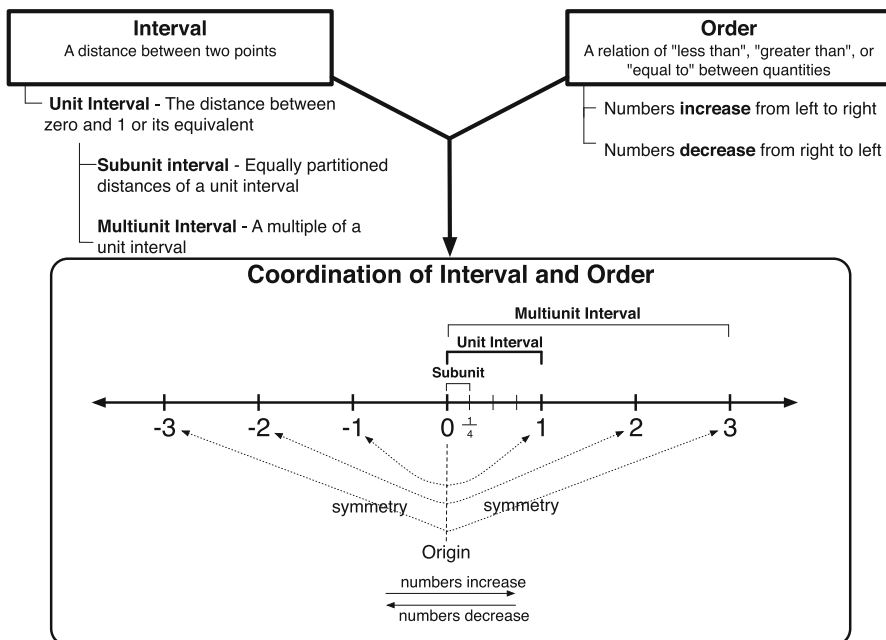 Interval
A distance between two points
Order
A relation of "less than", "greater than", or
"equal to" between quantities
Unit Interval - The distance between
zero and 1 or its equivalent
Subunit interval - Equally partitioned
distances of a unit interval
Multiunit Interval - A multiple of a
unit interval
Numbers increase from left to right
Numbers decrease from right to left
Coordination of Interval and Order
Multiunit Interval
Unit Interval
Subunit
-3 -2 -1 0 1/4 1 2 3
symmetry symmetry
Origin
numbers increase
numbers decrease